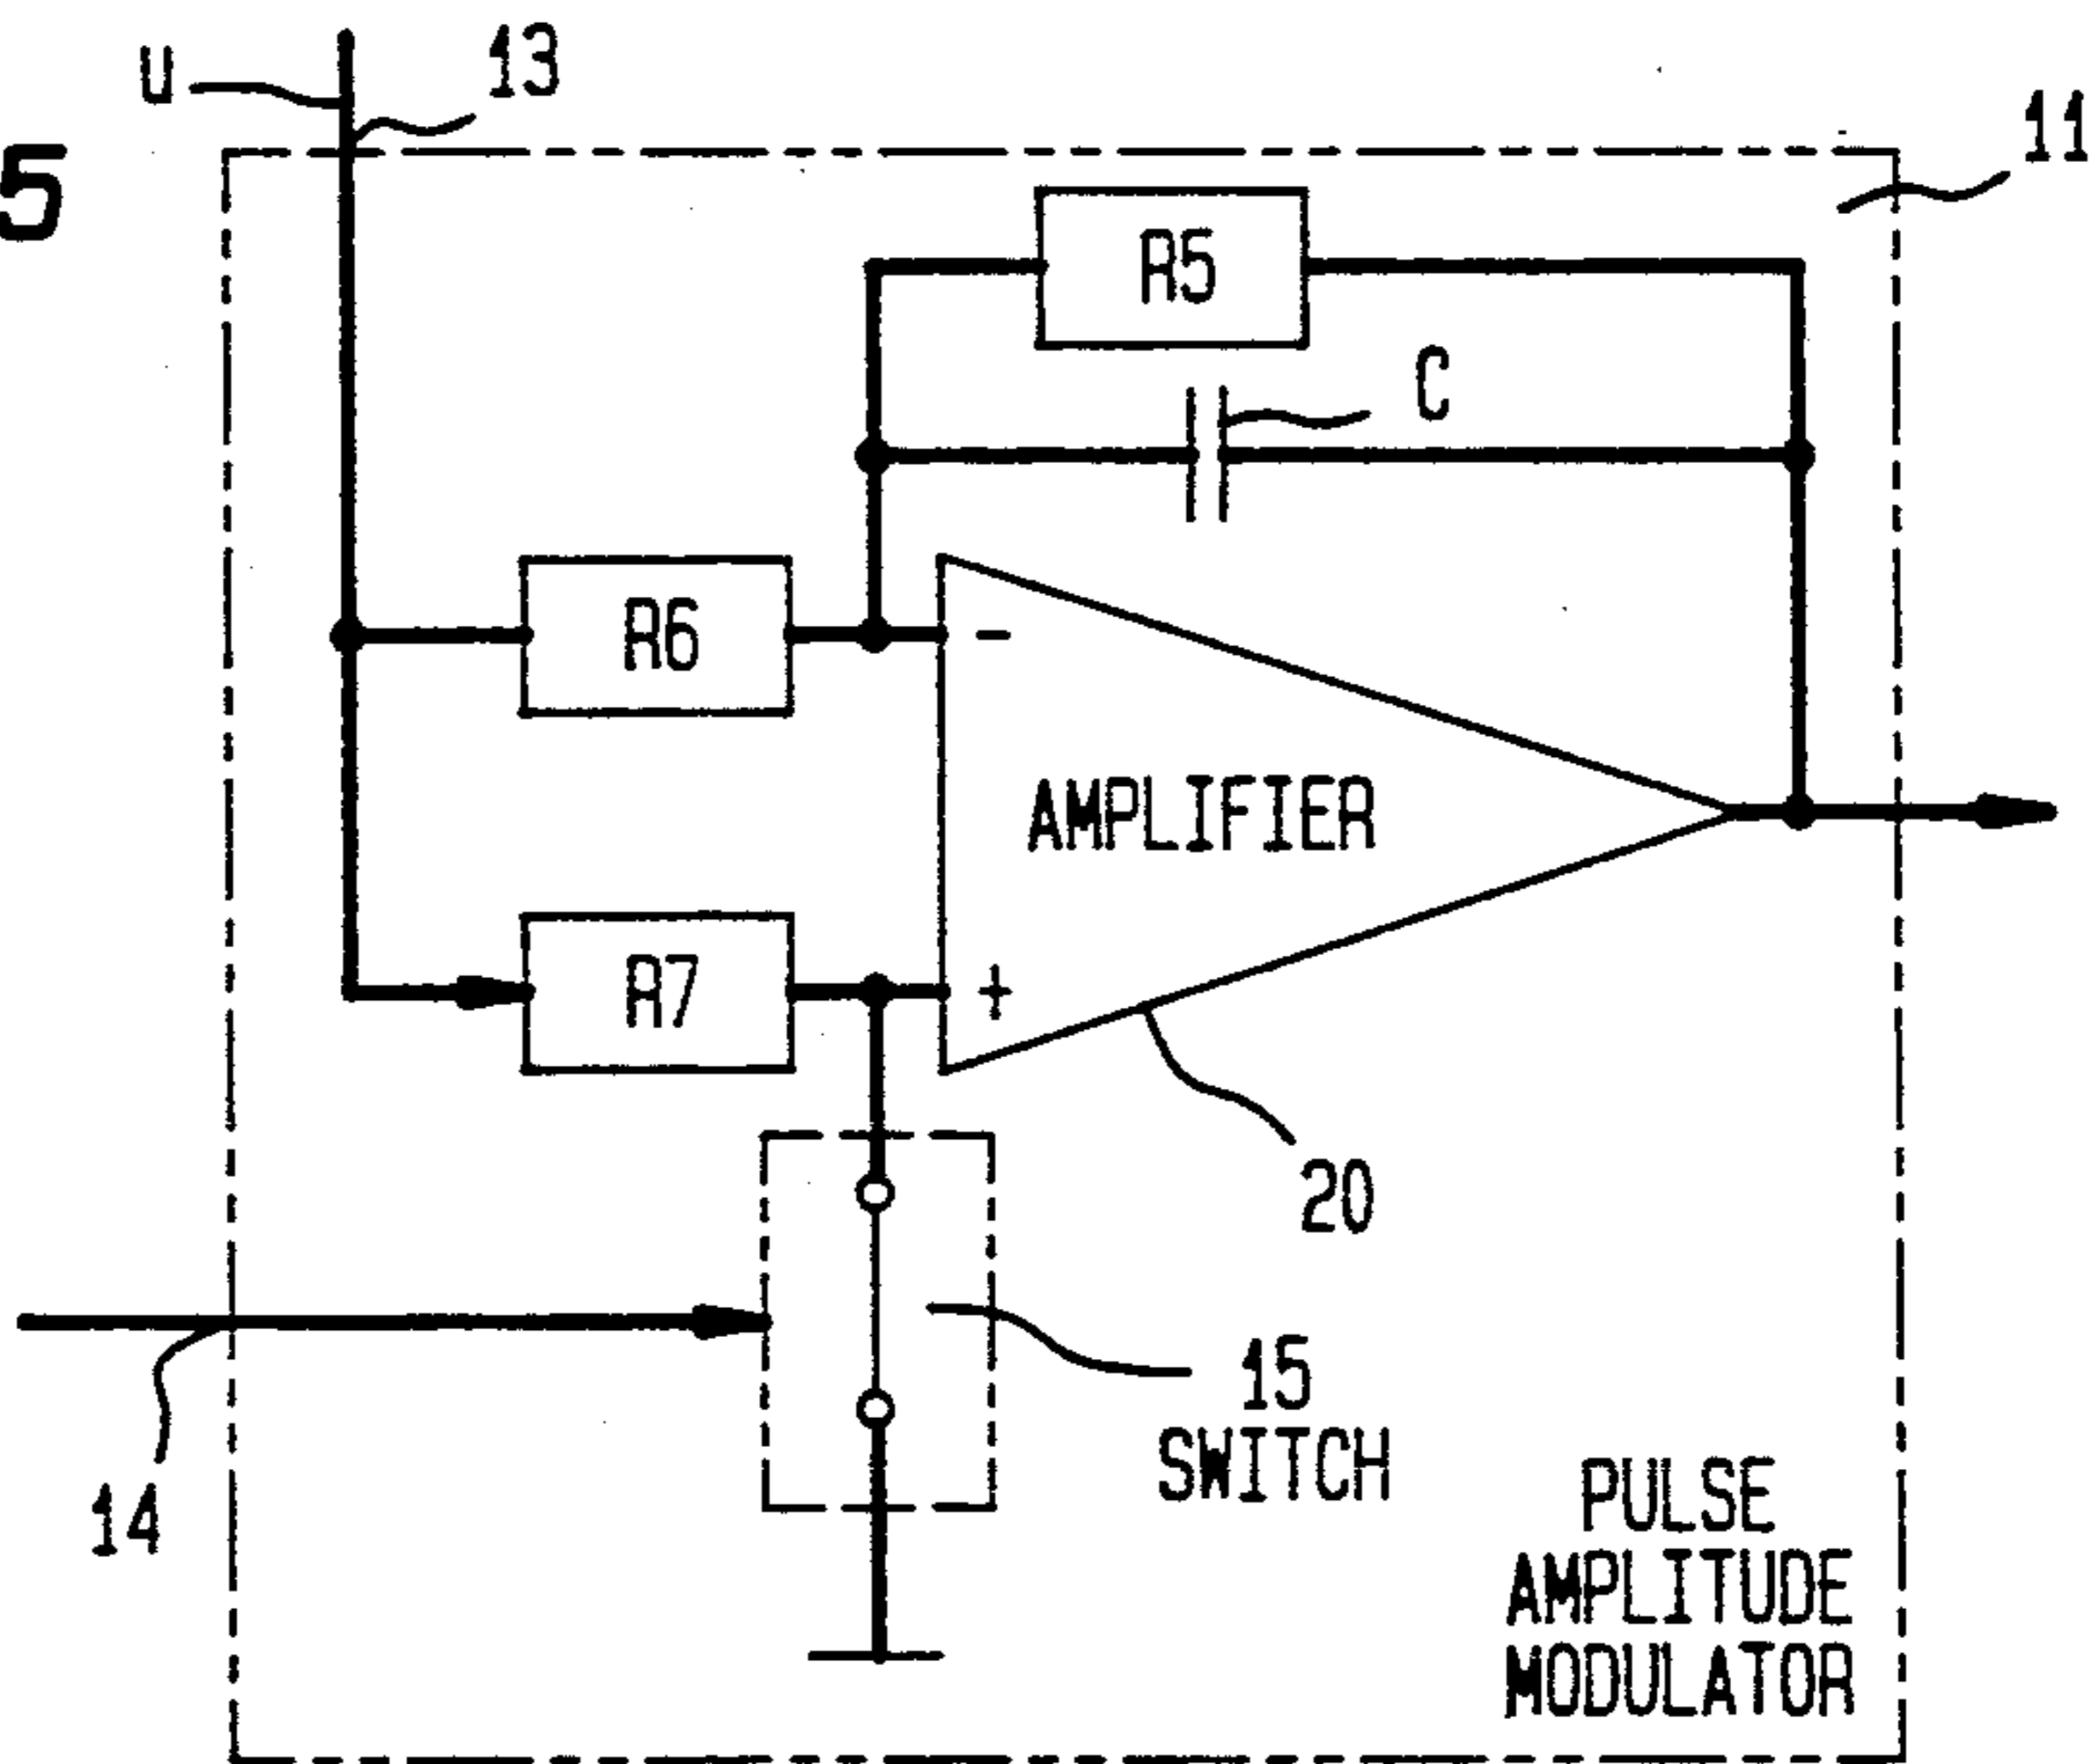 U
13
5
11
R5
C
R6
-
AMPLIFIER
R7
+
20
15
SWITCH
14
PULSE
AMPLITUDE
MODULATOR